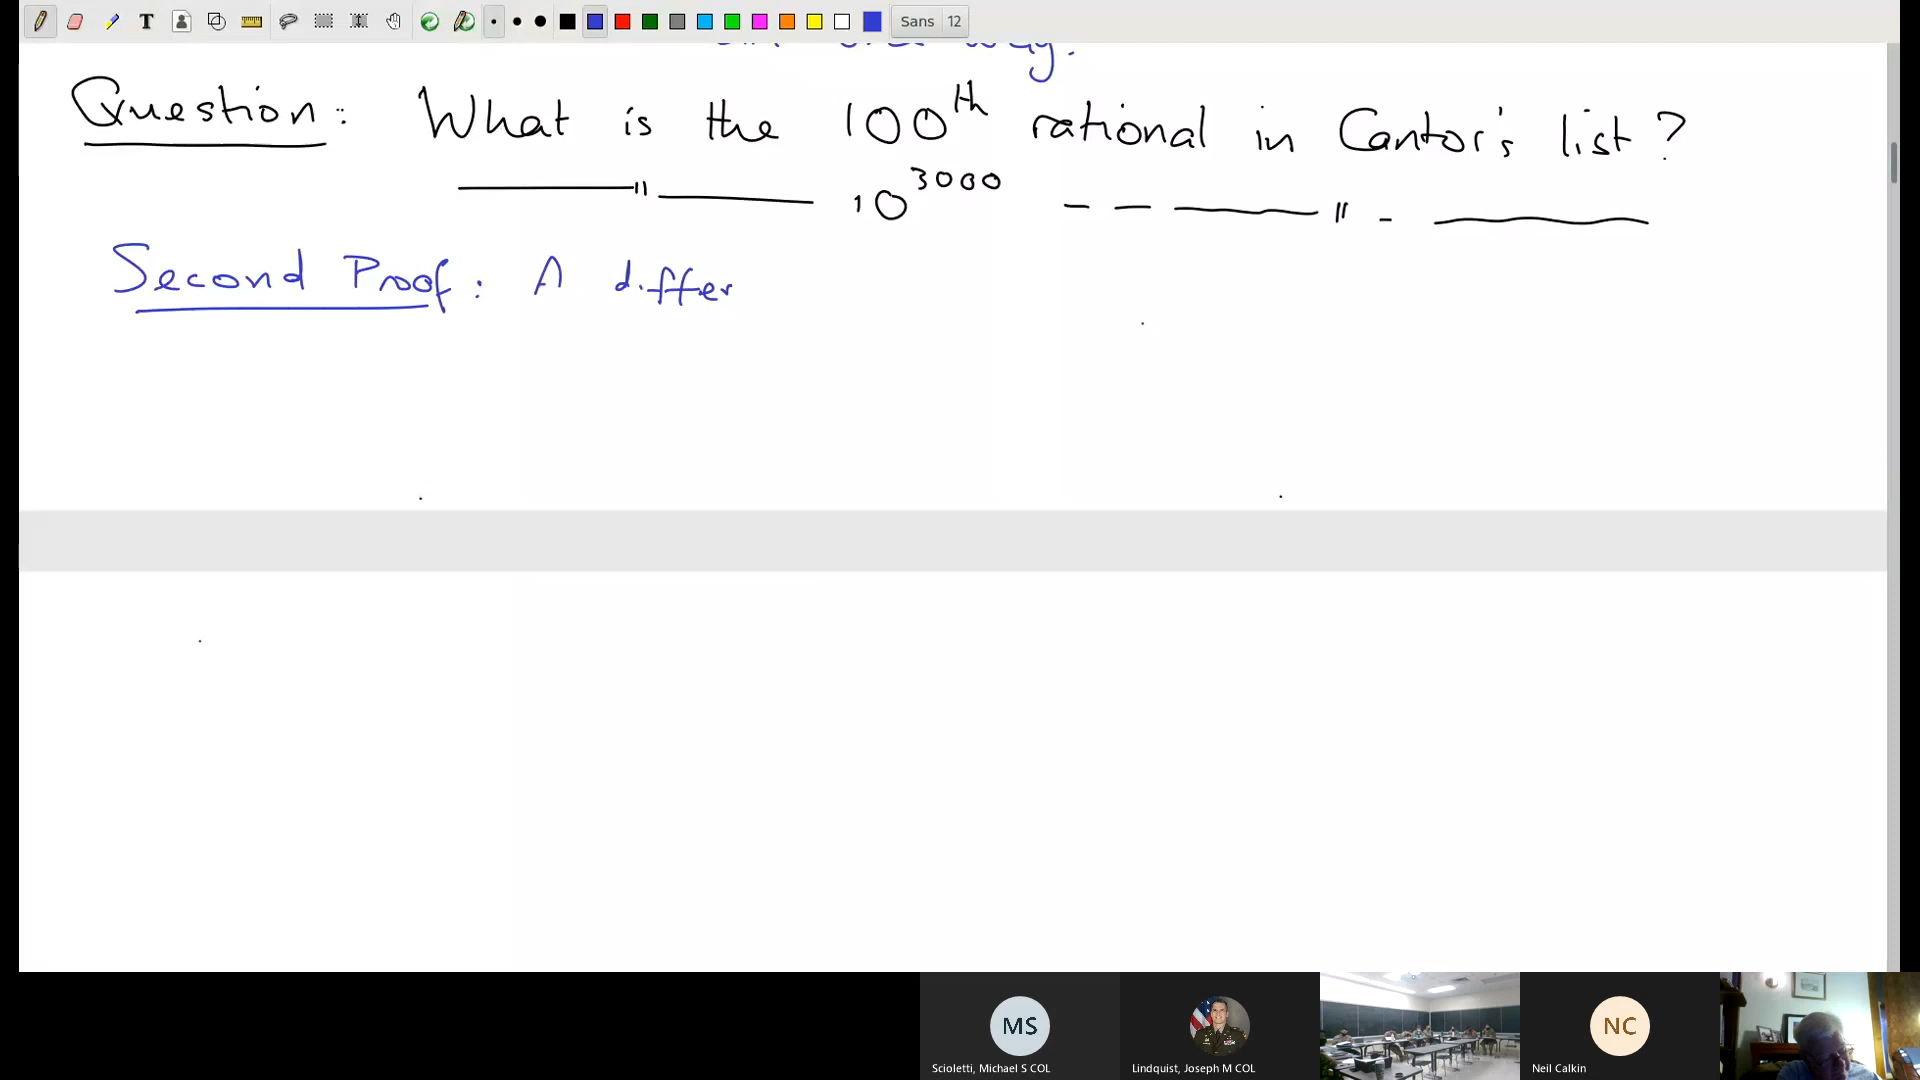 Sans 12
way.
Question: What is the 100th rational in Cantor's list?
—— " —— 10^3000 — — —— " - ——
Second Proof: A differ
MS
Scioletti, Michael S COL
Lindquist, Joseph M COL
NC
Neil Calkin